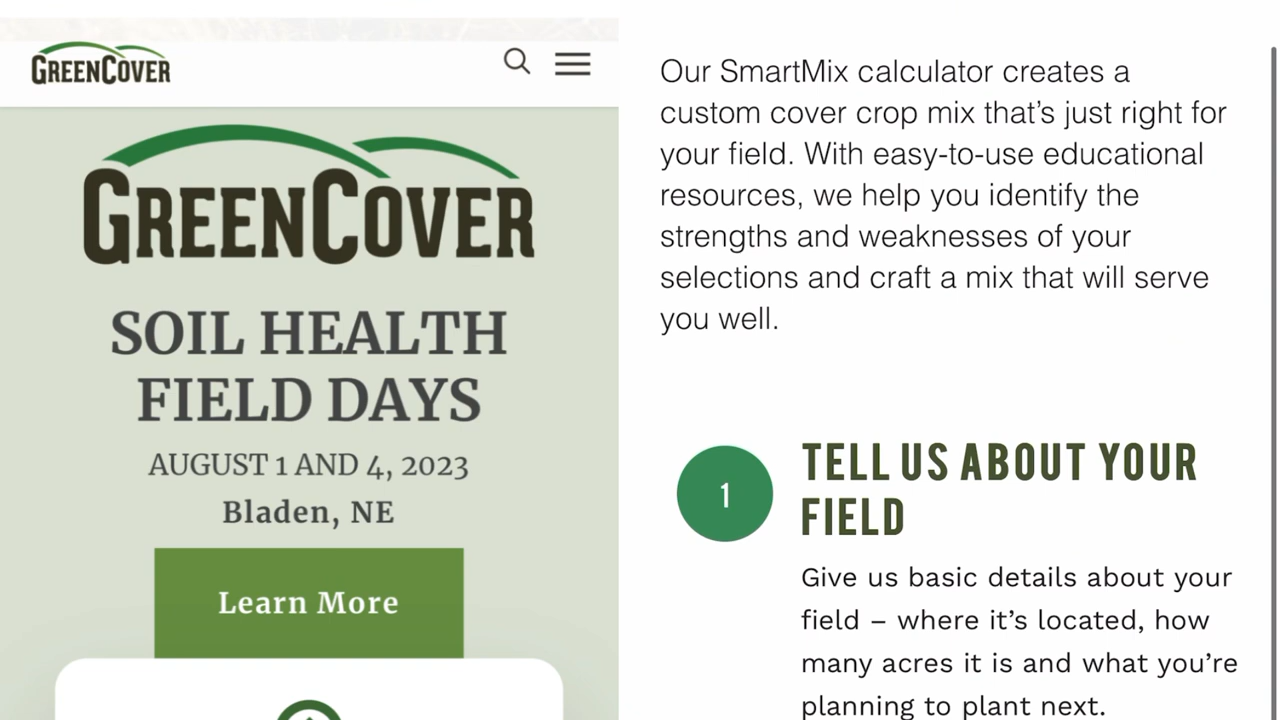 GREENCOVER
GREENCOVER
SOIL HEALTH
FIELD DAYS
AUGUST 1 AND 4, 2023
Bladen, NE
Learn More
Our SmartMix calculator creates a
custom cover crop mix that’s just right for
your field. With easy-to-use educational
resources, we help you identify the
strengths and weaknesses of your
selections and craft a mix that will serve
you well.
1
TELL US ABOUT YOUR
FIELD
Give us basic details about your
field – where it’s located, how
many acres it is and what you’re
planning to plant next.